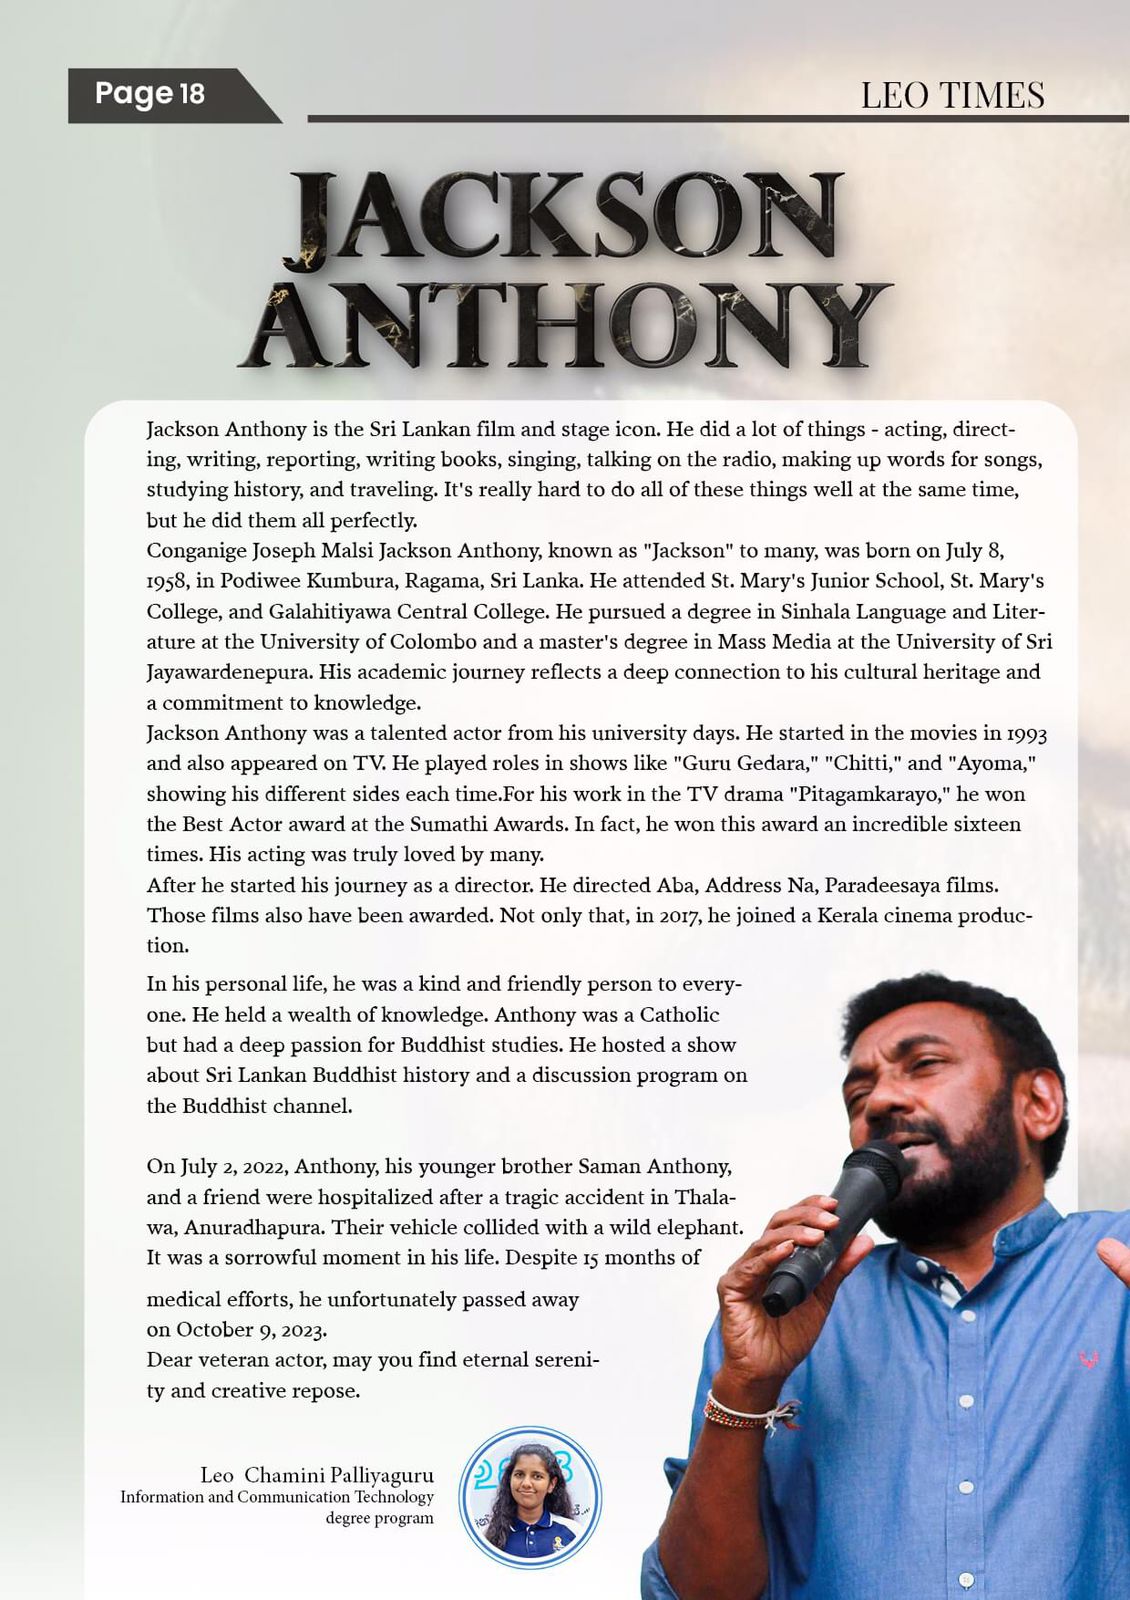 Page 18
LEO TIMES
JACKSON
ANTHONY
Jackson Anthony is the Sri Lankan film and stage icon. He did a lot of things - acting, direct-
ing, writing, reporting, writing books, singing, talking on the radio, making up words for songs,
studying history, and traveling. It's really hard to do all of these things well at the same time,
but he did them all perfectly.
Conganige Joseph Malsi Jackson Anthony, known as "Jackson" to many, was born on July 8,
1958, in Podiwee Kumbura, Ragama, Sri Lanka. He attended St. Mary's Junior School, St. Mary's
College, and Galahitiyawa Central College. He pursued a degree in Sinhala Language and Liter-
ature at the University of Colombo and a master's degree in Mass Media at the University of Sri
Jayawardenepura. His academic journey reflects a deep connection to his cultural heritage and
a commitment to knowledge.
Jackson Anthony was a talented actor from his university days. He started in the movies in 1993
and also appeared on TV. He played roles in shows like "Guru Gedara," "Chitti," and "Ayoma,"
showing his different sides each time.For his work in the TV drama "Pitagamkarayo," he won
the Best Actor award at the Sumathi Awards. In fact, he won this award an incredible sixteen
times. His acting was truly loved by many.
After he started his journey as a director. He directed Aba, Address Na, Paradeesaya films.
Those films also have been awarded. Not only that, in 2017, he joined a Kerala cinema produc-
tion.
In his personal life, he was a kind and friendly person to every-
one. He held a wealth of knowledge. Anthony was a Catholic
but had a deep passion for Buddhist studies. He hosted a show
about Sri Lankan Buddhist history and a discussion program on
the Buddhist channel.
On July 2, 2022, Anthony, his younger brother Saman Anthony,
and a friend were hospitalized after a tragic accident in Thala-
wa, Anuradhapura. Their vehicle collided with a wild elephant.
It was a sorrowful moment in his life. Despite 15 months of
medical efforts, he unfortunately passed away
on October 9, 2023.
Dear veteran actor, may you find eternal sereni-
ty and creative repose.
Leo Chamini Palliyaguru
Information and Communication Technology
degree program